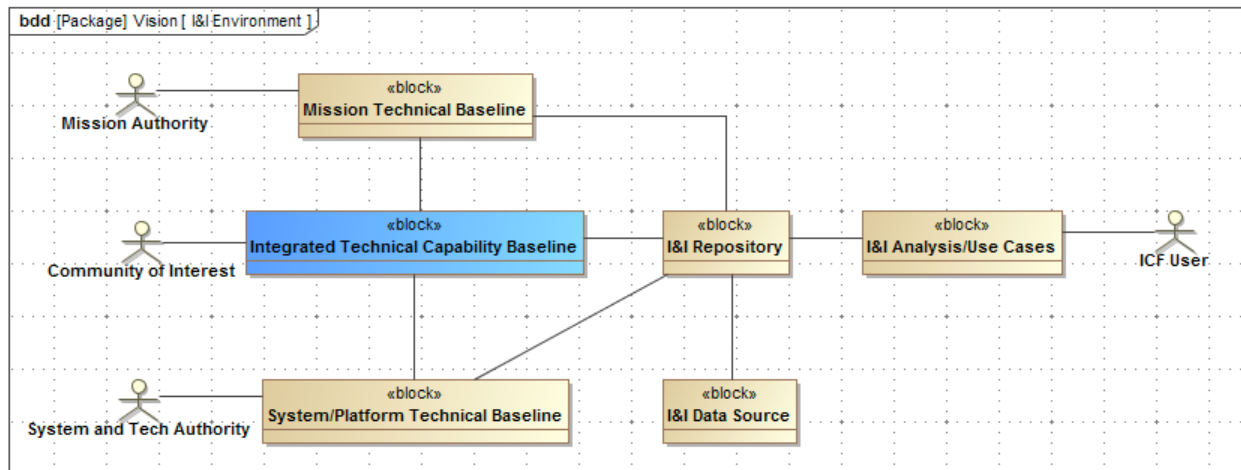 bdd [Package] Vision [ I&I Environment ]
«block»
Mission Technical Baseline
Mission Authority
«block»
Integrated Technical Capability Baseline
Community of Interest
«block»
I&I Repository
«block»
I&I Analysis/Use Cases
ICF User
«block»
System/Platform Technical Baseline
System and Tech Authority
«block»
I&I Data Source